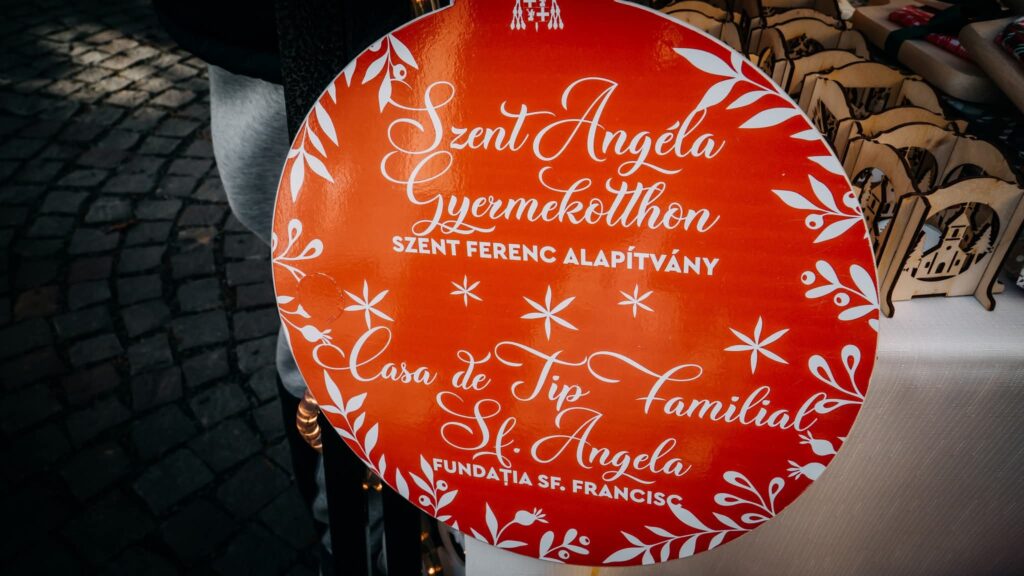 Szent Angéla
Gyermekotthon
SZENT FERENC ALAPÍTVÁNY
Casa de Tip Familial
Sf. Angela
FUNDAȚIA SF. FRANCISC